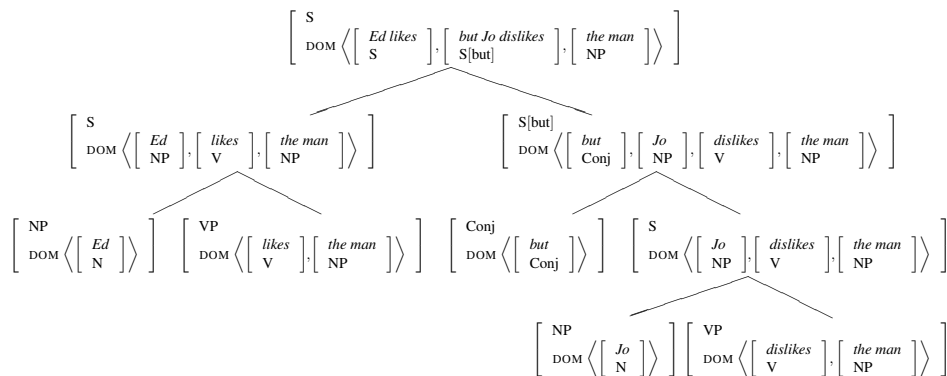 S
DOM ⟨[ Ed likes S ], [ but Jo dislikes S[but] ], [ the man NP ]⟩
S
DOM ⟨[ Ed NP ], [ likes V ], [ the man NP ]⟩
S[but]
DOM ⟨[ but Conj ], [ Jo NP ], [ dislikes V ], [ the man NP ]⟩
NP
DOM ⟨[ Ed N ]⟩
VP
DOM ⟨[ likes V ], [ the man NP ]⟩
Conj
DOM ⟨[ but Conj ]⟩
S
DOM ⟨[ Jo NP ], [ dislikes V ], [ the man NP ]⟩
NP
DOM ⟨[ Jo N ]⟩
VP
DOM ⟨[ dislikes V ], [ the man NP ]⟩